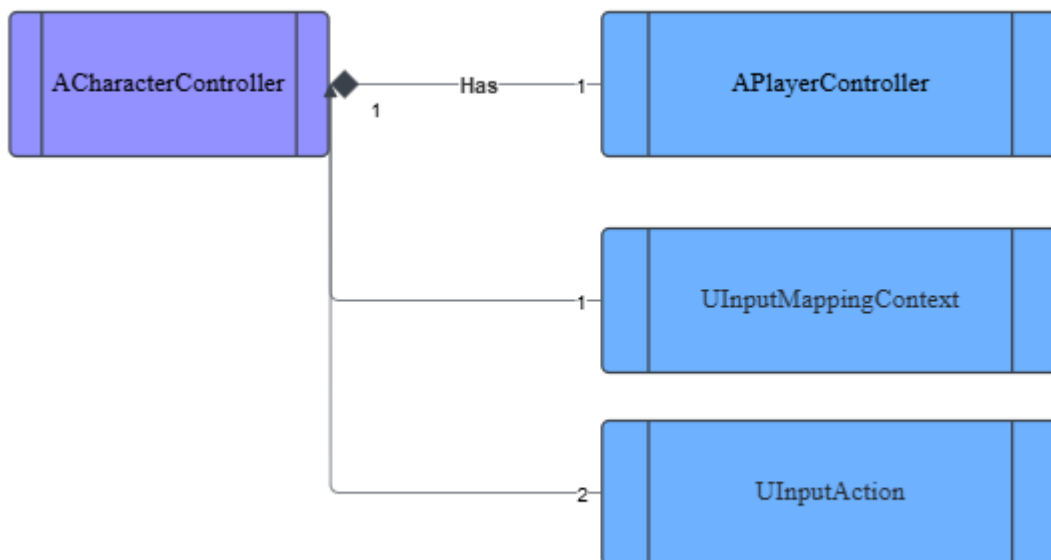 ACharacterController
Has
1
APlayerController
1
1
UInputMappingContext
2
UInputAction